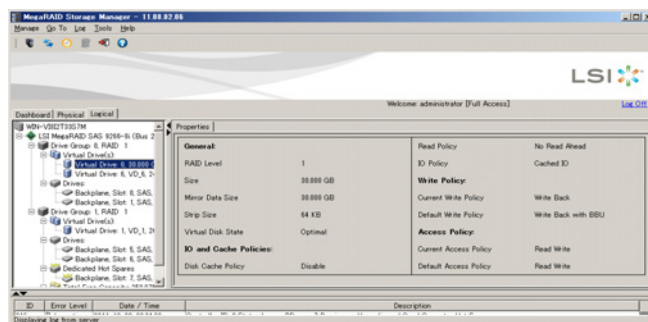 MegaRAID Storage Manager - 11.08.02.06
Manage Go To Log Tools Help
LSI
Welcome: administrator [Full Access]
Log Off
Dashboard Physical Logical
LSI MegaRAID SAS 9266-8i (Bus 2
Drive Group: 0, RAID 1
Virtual Drive(s):
Virtual Drive: 0, 30.000 G
Virtual Drive: 6, VD_6, 2
Drives:
Backplane, Slot: 0, SAS,
Backplane, Slot: 1, SAS,
Drive Group: 1, RAID 1
Virtual Drive(s):
Virtual Drive: 1, VD_1, 2
Drives:
Backplane, Slot: 5, SAS,
Backplane, Slot: 6, SAS,
Dedicated Hot Spares
Backplane, Slot: 7, SAS,
Properties
General:
RAID Level 1
Size 30.000 GB
Mirror Data Size 30.000 GB
Strip Size 64 KB
Virtual Disk State Optimal
IO and Cache Policies:
Disk Cache Policy Disable
Read Policy No Read Ahead
IO Policy Cached IO
Write Policy:
Current Write Policy Write Back
Default Write Policy Write Back with BBU
Access Policy:
Current Access Policy Read Write
Default Access Policy Read Write
ID Error Level Date / Time Description
Displaying log from server